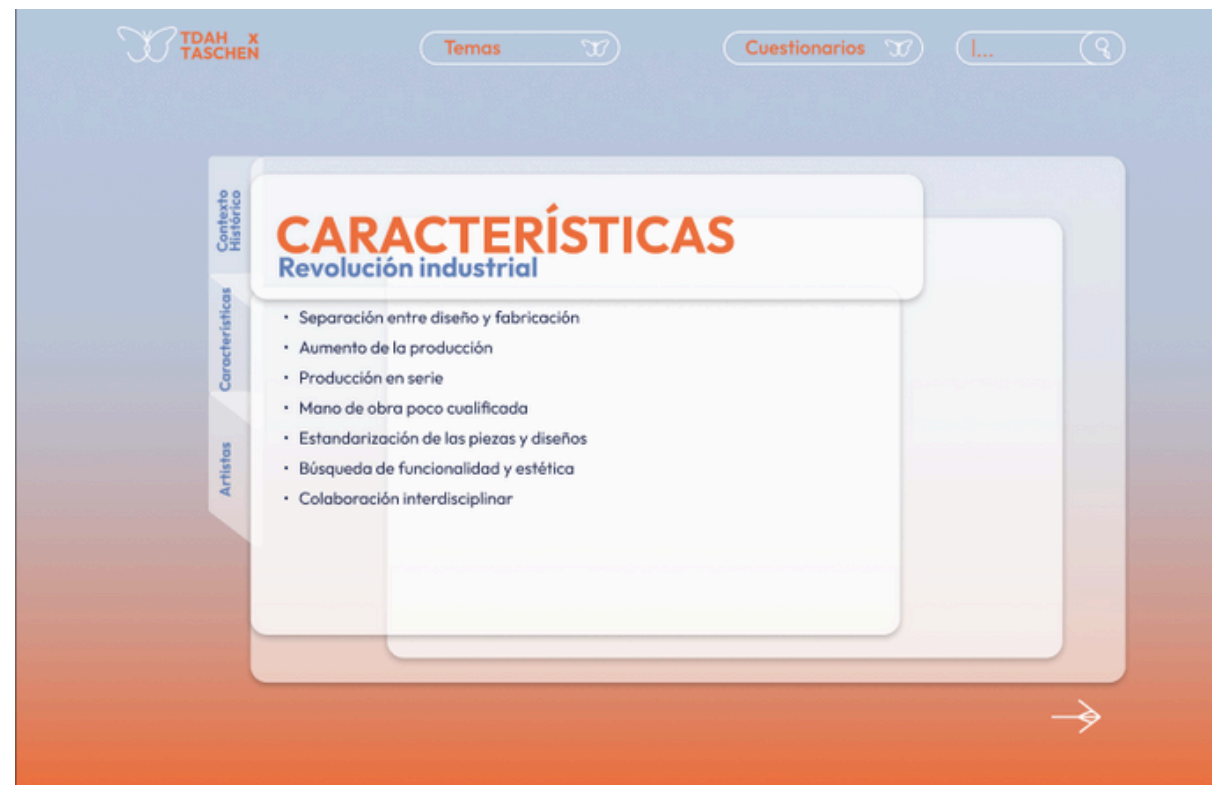 TDAH x
TASCHEN
Temas
Cuestionarios
|...
Contexto
Histórico
Características
Artistas
CARACTERÍSTICAS
Revolución industrial
• Separación entre diseño y fabricación
• Aumento de la producción
• Producción en serie
• Mano de obra poco cualificada
• Estandarización de las piezas y diseños
• Búsqueda de funcionalidad y estética
• Colaboración interdisciplinar